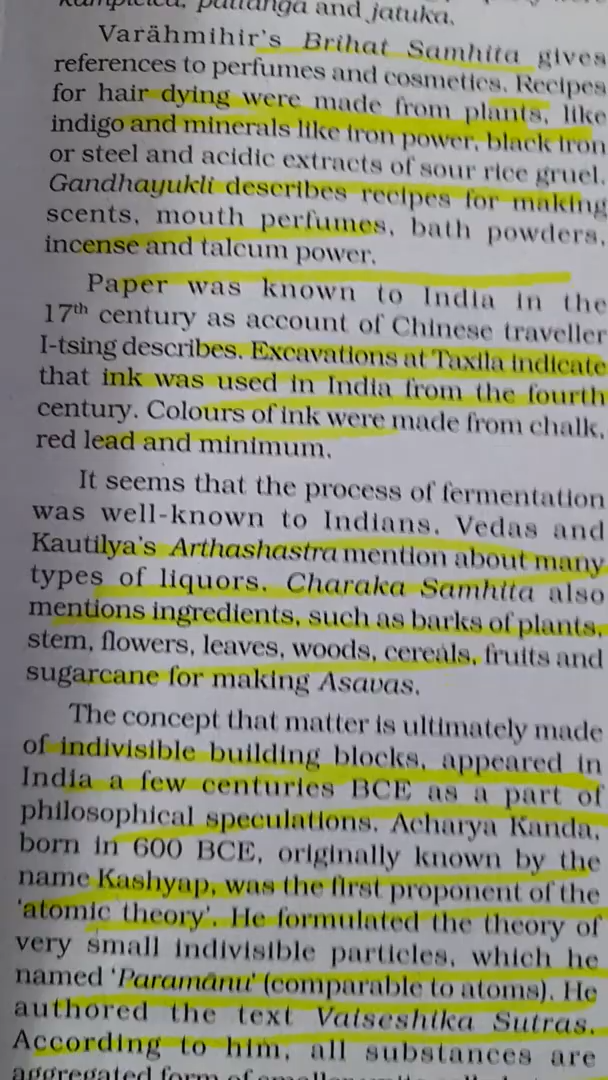 and jatuka.
Varähmihir's Brihat Samhita gives
references to perfumes and cosmetics. Recipes
for hair dying were made from plants, like
indigo and minerals like iron power, black iron
or steel and acidic extracts of sour rice gruel.
Gandhayukli describes recipes for making
scents, mouth perfumes, bath powders,
incense and talcum power.
Paper was known to India in the
17th century as account of Chinese traveller
I-tsing describes. Excavations at Taxila indicate
that ink was used in India from the fourth
century. Colours of ink were made from chalk,
red lead and minimum.
It seems that the process of fermentation
was well-known to Indians. Vedas and
Kautilya's Arthashastra mention about many
types of liquors. Charaka Samhita also
mentions ingredients, such as barks of plants,
stem, flowers, leaves, woods, cereals, fruits and
sugarcane for making Asavas.
The concept that matter is ultimately made
of indivisible building blocks, appeared in
India a few centuries BCE as a part of
philosophical speculations. Acharya Kanda,
born in 600 BCE, originally known by the
name Kashyap, was the first proponent of the
'atomic theory'. He formulated the theory of
very small indivisible particles, which he
named 'Paramãnu' (comparable to atoms). He
authored the text Vaiseshika Sutras.
According to him, all substances are
aggregated form of smaller